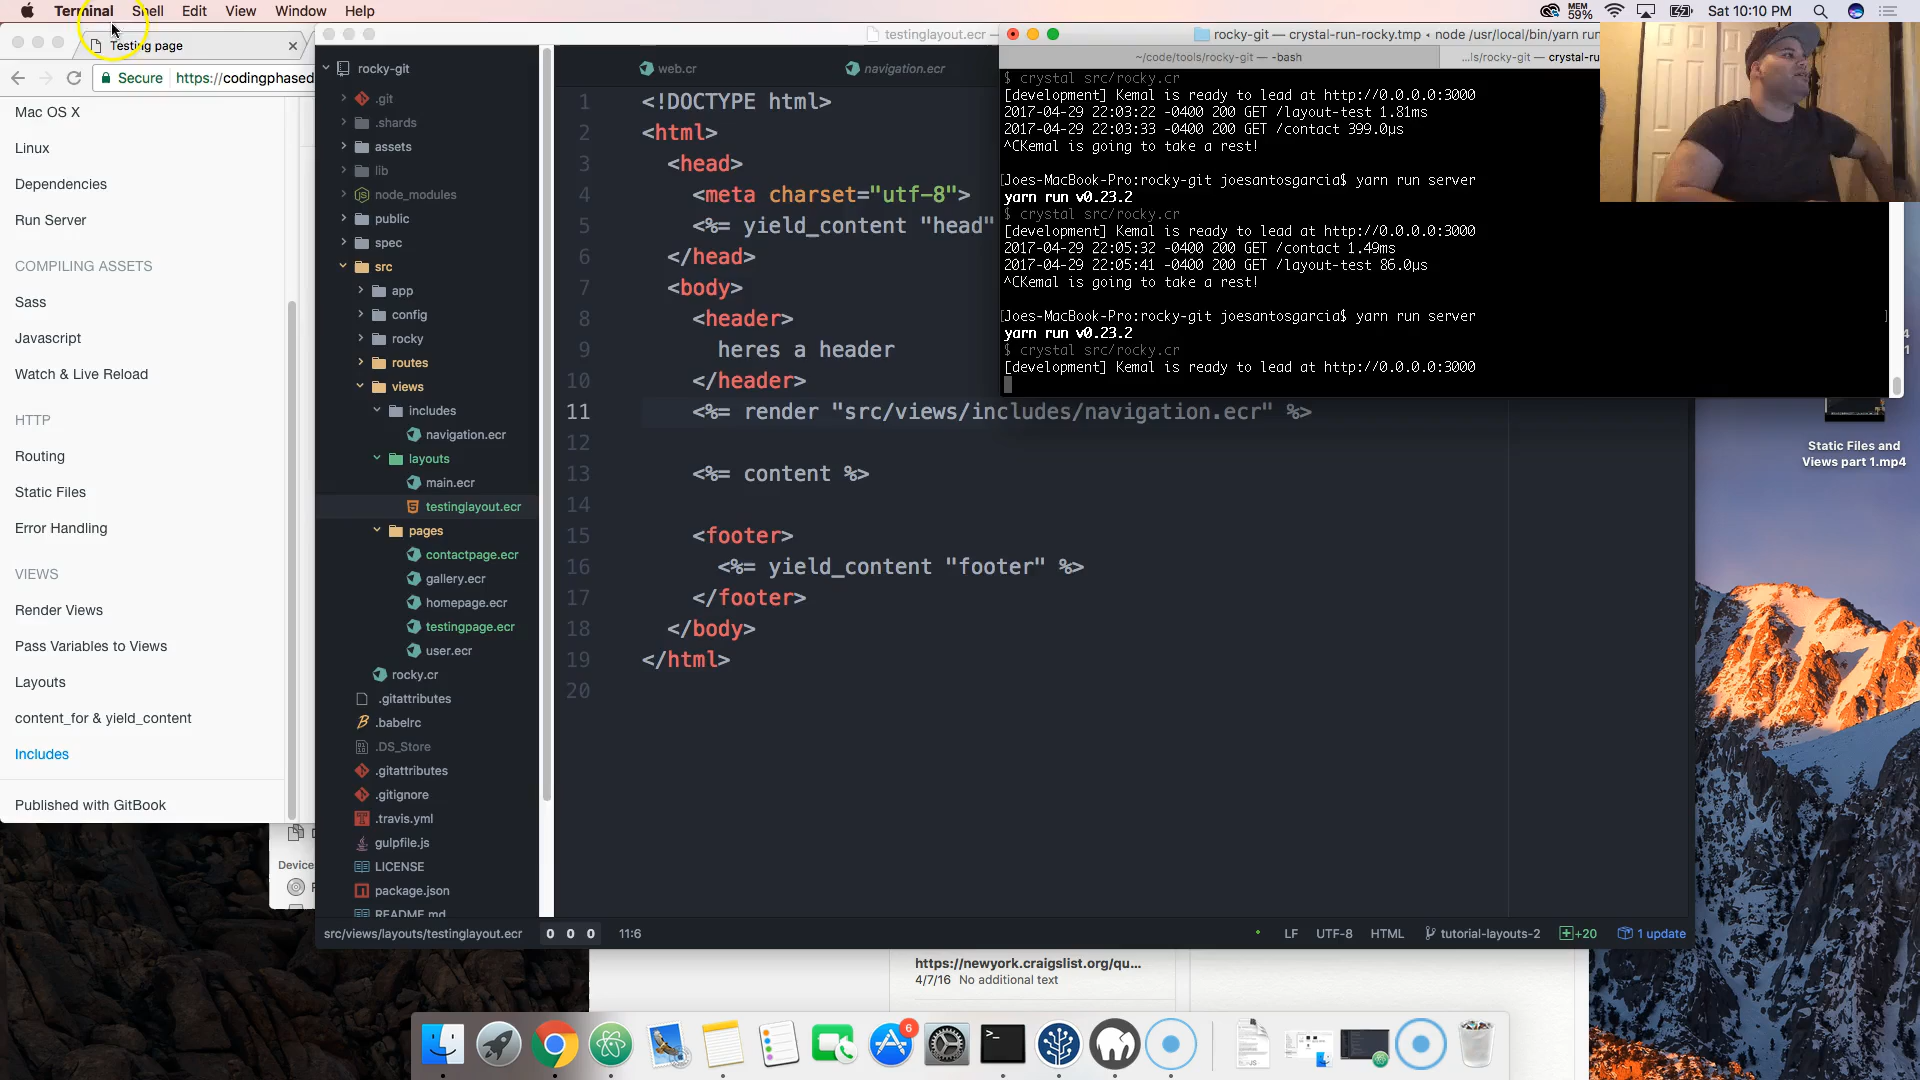 Terminal Shell Edit View Window Help
MEM 59% Sat 10:10 PM
Testing page
Secure https://codingphased
Mac OS X
Linux
Dependencies
Run Server
COMPILING ASSETS
Sass
Javascript
Watch & Live Reload
HTTP
Routing
Static Files
Error Handling
VIEWS
Render Views
Pass Variables to Views
Layouts
content_for & yield_content
Includes
Published with GitBook
Device
rocky-git
.git
.shards
assets
lib
node_modules
public
spec
src
app
config
rocky
routes
views
includes
navigation.ecr
layouts
main.ecr
testinglayout.ecr
pages
contactpage.ecr
gallery.ecr
homepage.ecr
testingpage.ecr
user.ecr
rocky.cr
.gitattributes
.babelrc
.DS_Store
.gitattributes
.gitignore
.travis.yml
gulpfile.js
LICENSE
package.json
README.md
testinglayout.ecr —
web.cr navigation.ecr
1 <!DOCTYPE html>
2 <html>
3 <head>
4 <meta charset="utf-8">
5 <%= yield_content "head"
6 </head>
7 <body>
8 <header>
9 heres a header
10 </header>
11 <%= render "src/views/includes/navigation.ecr" %>
12
13 <%= content %>
14
15 <footer>
16 <%= yield_content "footer" %>
17 </footer>
18 </body>
19 </html>
20
src/views/layouts/testinglayout.ecr 0 0 0 11:6 LF UTF-8 HTML tutorial-layouts-2 +20 1 update
rocky-git — crystal-run-rocky.tmp • node /usr/local/bin/yarn run
~/code/tools/rocky-git — -bash ...ls/rocky-git — crystal-ru
$ crystal src/rocky.cr
[development] Kemal is ready to lead at http://0.0.0.0:3000
2017-04-29 22:03:22 -0400 200 GET /layout-test 1.81ms
2017-04-29 22:03:33 -0400 200 GET /contact 399.0µs
^CKemal is going to take a rest!
[Joes-MacBook-Pro:rocky-git joesantosgarcia$ yarn run server
yarn run v0.23.2
$ crystal src/rocky.cr
[development] Kemal is ready to lead at http://0.0.0.0:3000
2017-04-29 22:05:32 -0400 200 GET /contact 1.49ms
2017-04-29 22:05:41 -0400 200 GET /layout-test 86.0µs
^CKemal is going to take a rest!
[Joes-MacBook-Pro:rocky-git joesantosgarcia$ yarn run server ]
yarn run v0.23.2
$ crystal src/rocky.cr
[development] Kemal is ready to lead at http://0.0.0.0:3000
Static Files and
Views part 1.mp4
https://newyork.craigslist.org/qu...
4/7/16 No additional text
6